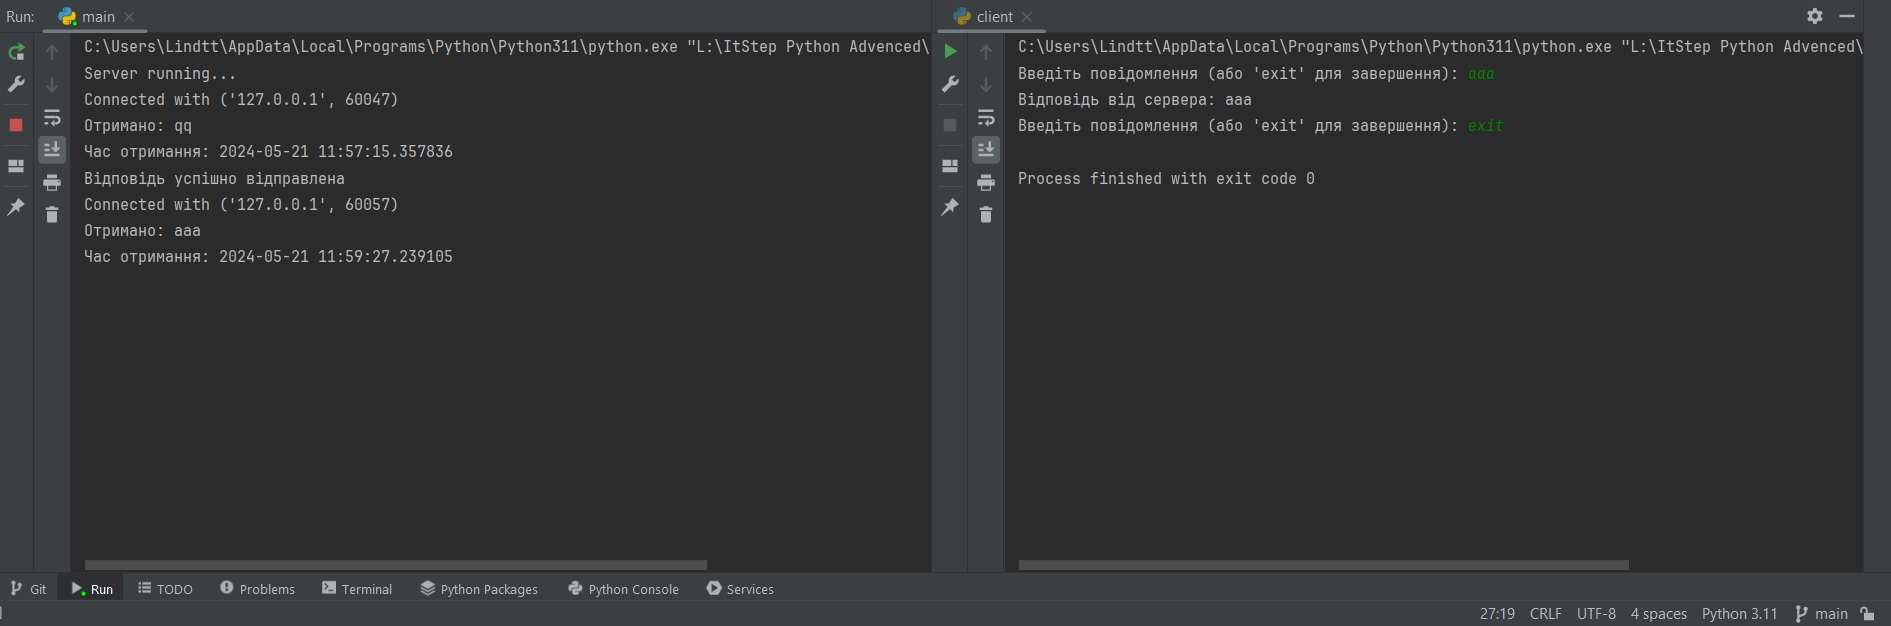 Run: main client
C:\Users\Lindtt\AppData\Local\Programs\Python\Python311\python.exe "L:\ItStep Python Advenced\
Server running...
Connected with ('127.0.0.1', 60047)
Отримано: qq
Час отримання: 2024-05-21 11:57:15.357836
Відповідь успішно відправлена
Connected with ('127.0.0.1', 60057)
Отримано: aaa
Час отримання: 2024-05-21 11:59:27.239105
C:\Users\Lindtt\AppData\Local\Programs\Python\Python311\python.exe "L:\ItStep Python Advenced\
Введіть повідомлення (або 'exit' для завершення): aaa
Відповідь від сервера: aaa
Введіть повідомлення (або 'exit' для завершення): exit
Process finished with exit code 0
Git Run TODO Problems Terminal Python Packages Python Console Services
27:19 CRLF UTF-8 4 spaces Python 3.11 main